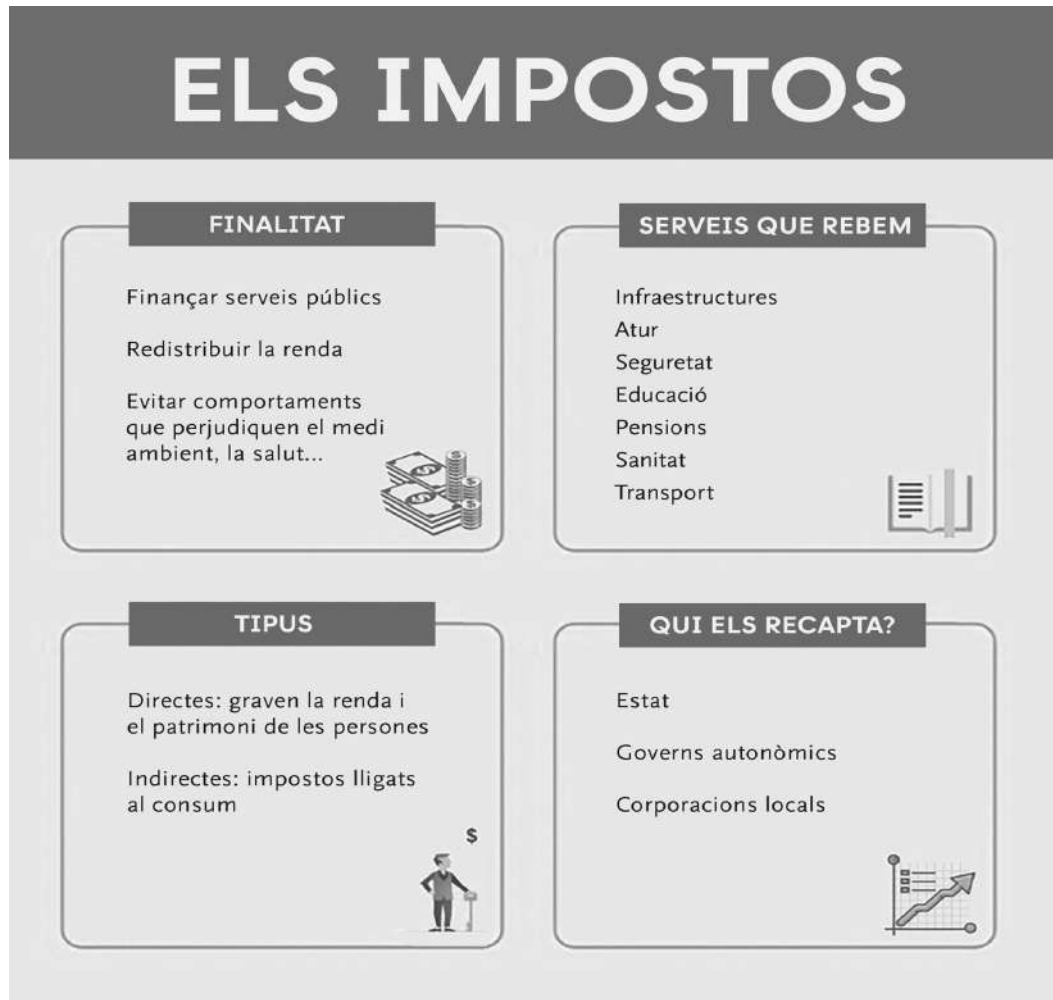 ELS IMPOSTOS
FINALITAT
Finançar serveis públics
Redistribuir la renda
Evitar comportaments
que perjudiquen el medi
ambient, la salut...
SERVEIS QUE REBEM
Infraestructures
Atur
Seguretat
Educació
Pensions
Sanitat
Transport
TIPUS
Directes: graven la renda i
el patrimoni de les persones
Indirectes: impostos lligats
al consum
$
QUI ELS RECAPTA?
Estat
Governs autonòmics
Corporacions locals